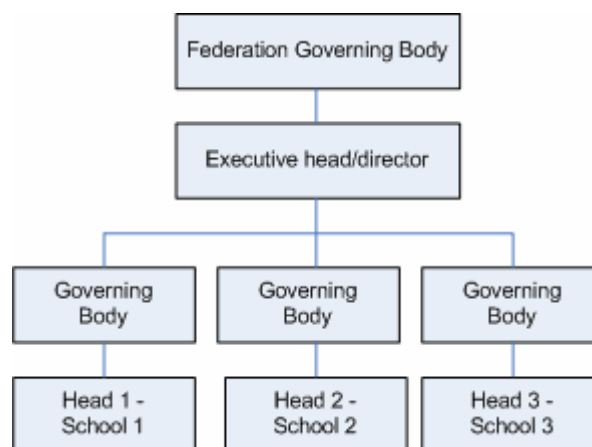 Federation Governing Body
Executive head/director
Governing
Body
Governing
Body
Governing
Body
Head 1 -
School 1
Head 2 -
School 2
Head 3 -
School 3